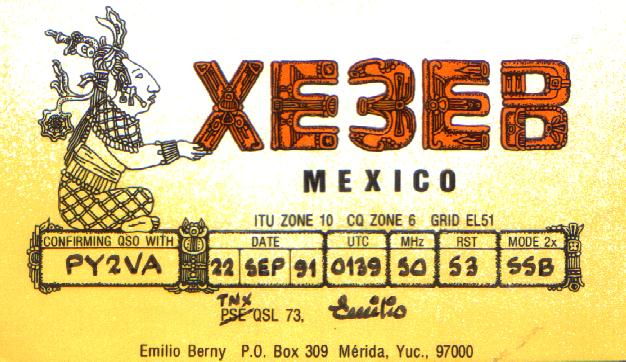 XE3EB
MEXICO
ITU ZONE 10 CQ ZONE 6 GRID EL51
CONFIRMING QSO WITH DATE UTC MHz RST MODE 2x
PY2VA 22 SEP 91 0139 50 53 SSB
TNX
PSE QSL 73, Emilio
Emilio Berny P.O. Box 309 Mérida, Yuc., 97000